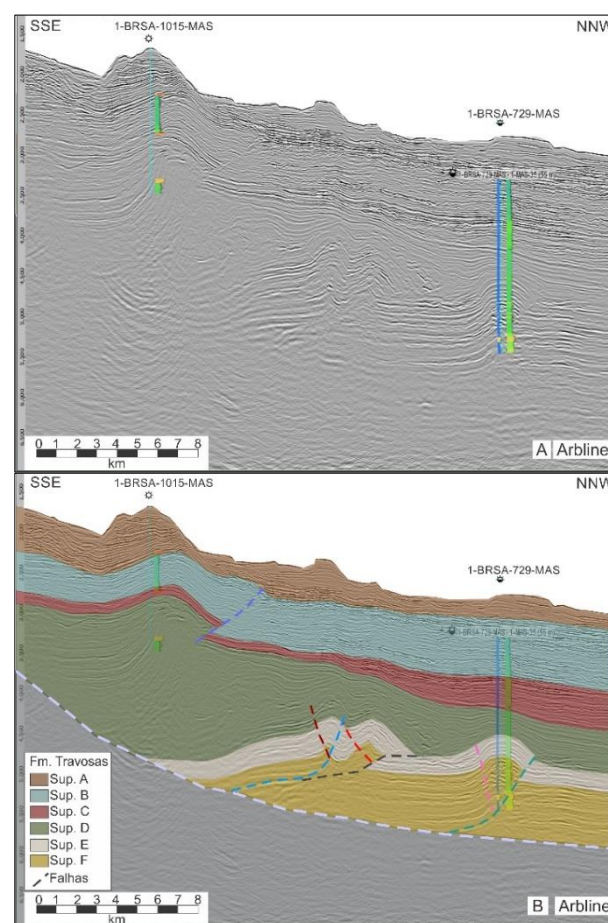 SSE
1-BRSA-1015-MAS
NNW
1-BRSA-729-MAS
0 1 2 3 4 5 6 7 8
km
A Arbline
SSE
1-BRSA-1015-MAS
NNW
1-BRSA-729-MAS
Fm. Travosas
Sup. A
Sup. B
Sup. C
Sup. D
Sup. E
Sup. F
Falhas
0 1 2 3 4 5 6 7 8
km
B Arbline